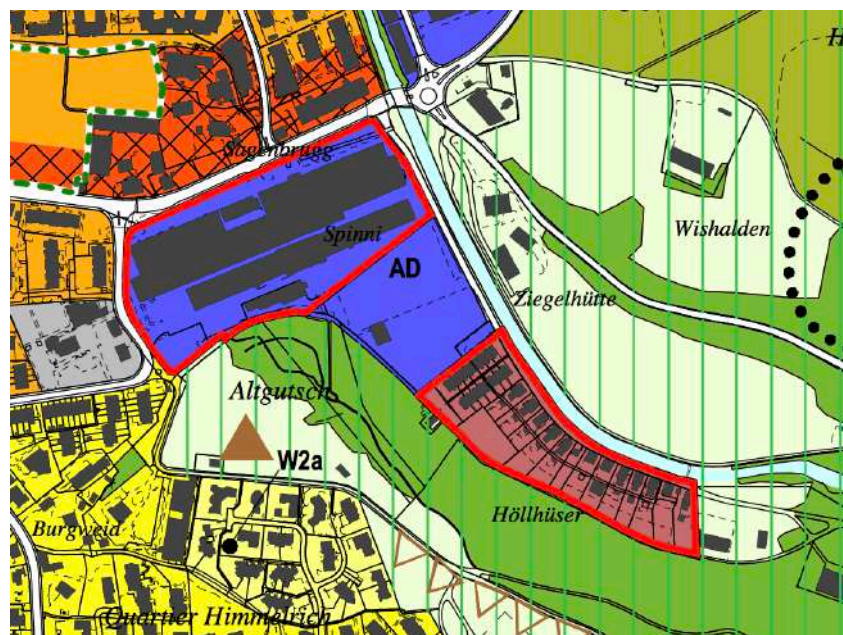 Sagenbrugg
Spinni
Wishalden
AD
Ziegelhütte
Altgutsch
W2a
Höllhüser
Burgweid
Quartier Himmelrich